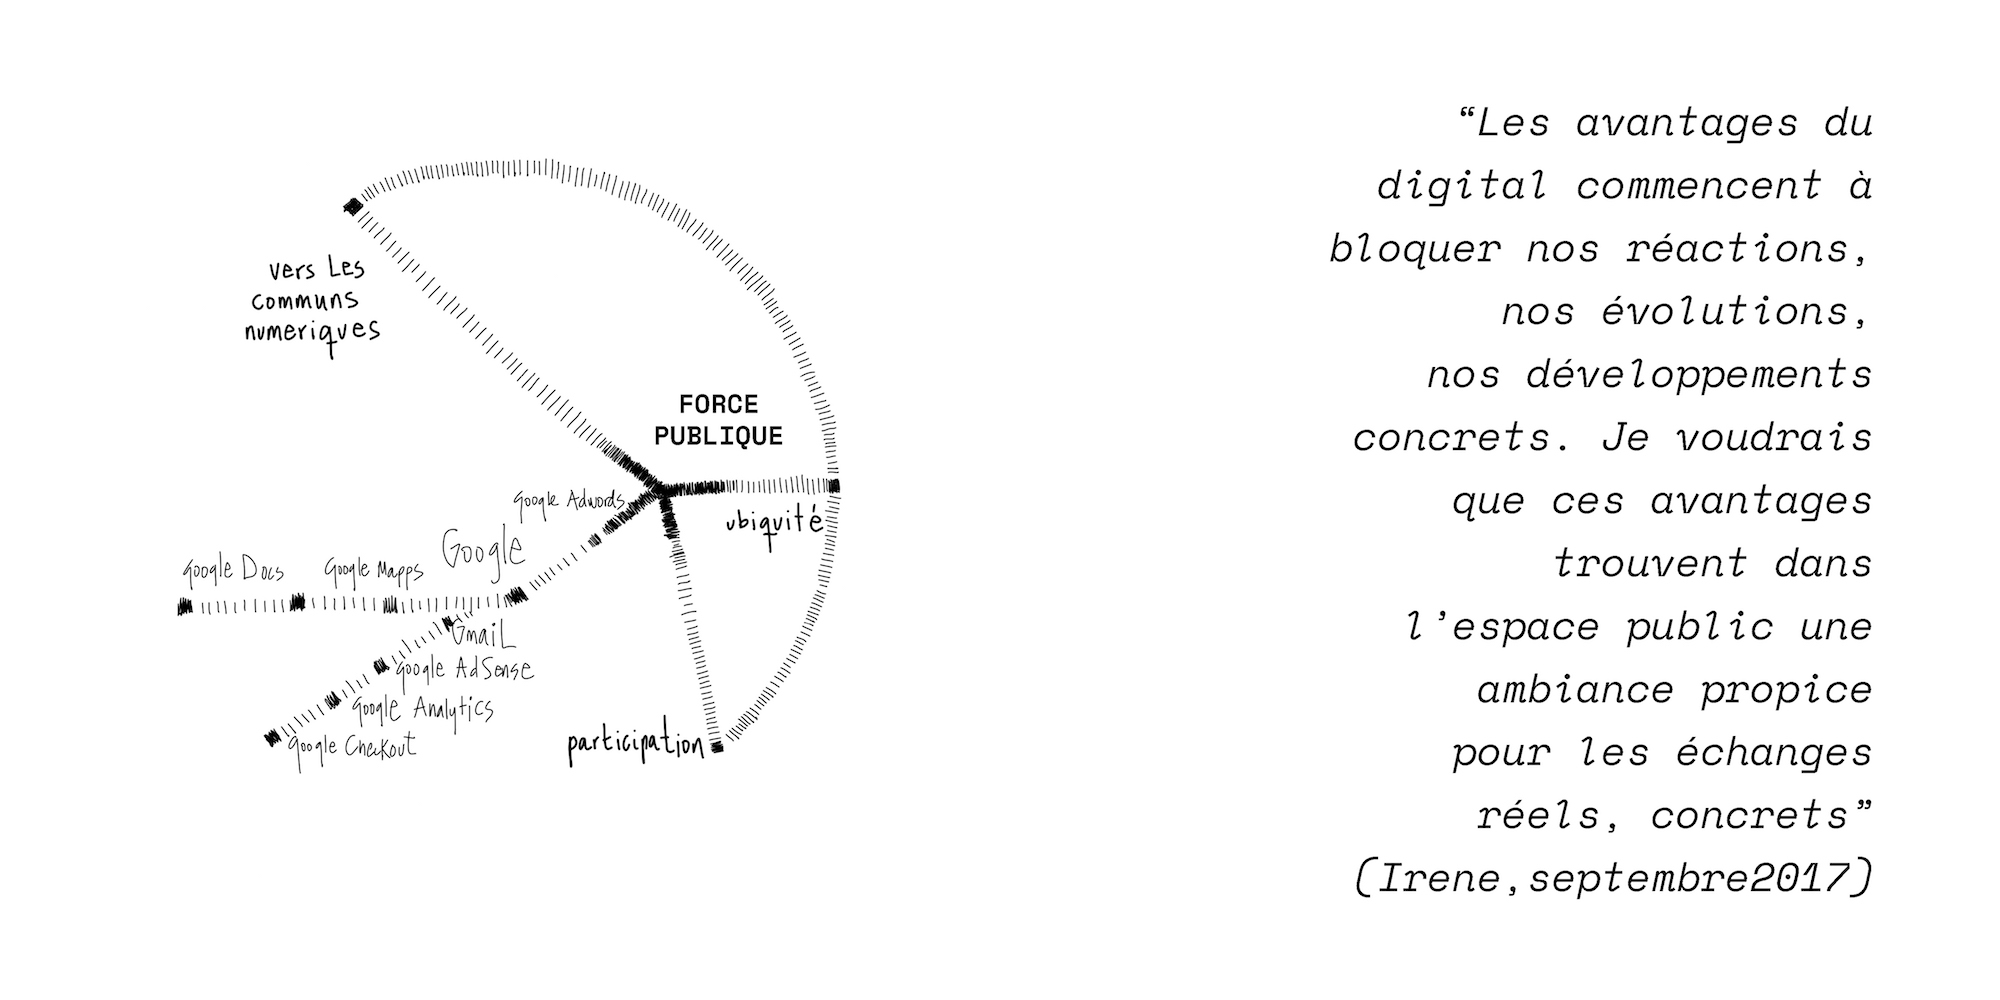 vers Les
communs
numeriques
FORCE
PUBLIQUE
Google Adwords
ubiquité
Google
Google Docs
Google Mapps
Gmail
Google AdSense
Google Analytics
Google Checkout
participation
“Les avantages du
digital commencent à
bloquer nos réactions,
nos évolutions,
nos développements
concrets. Je voudrais
que ces avantages
trouvent dans
l’espace public une
ambiance propice
pour les échanges
réels, concrets”
(Irene,septembre2017)